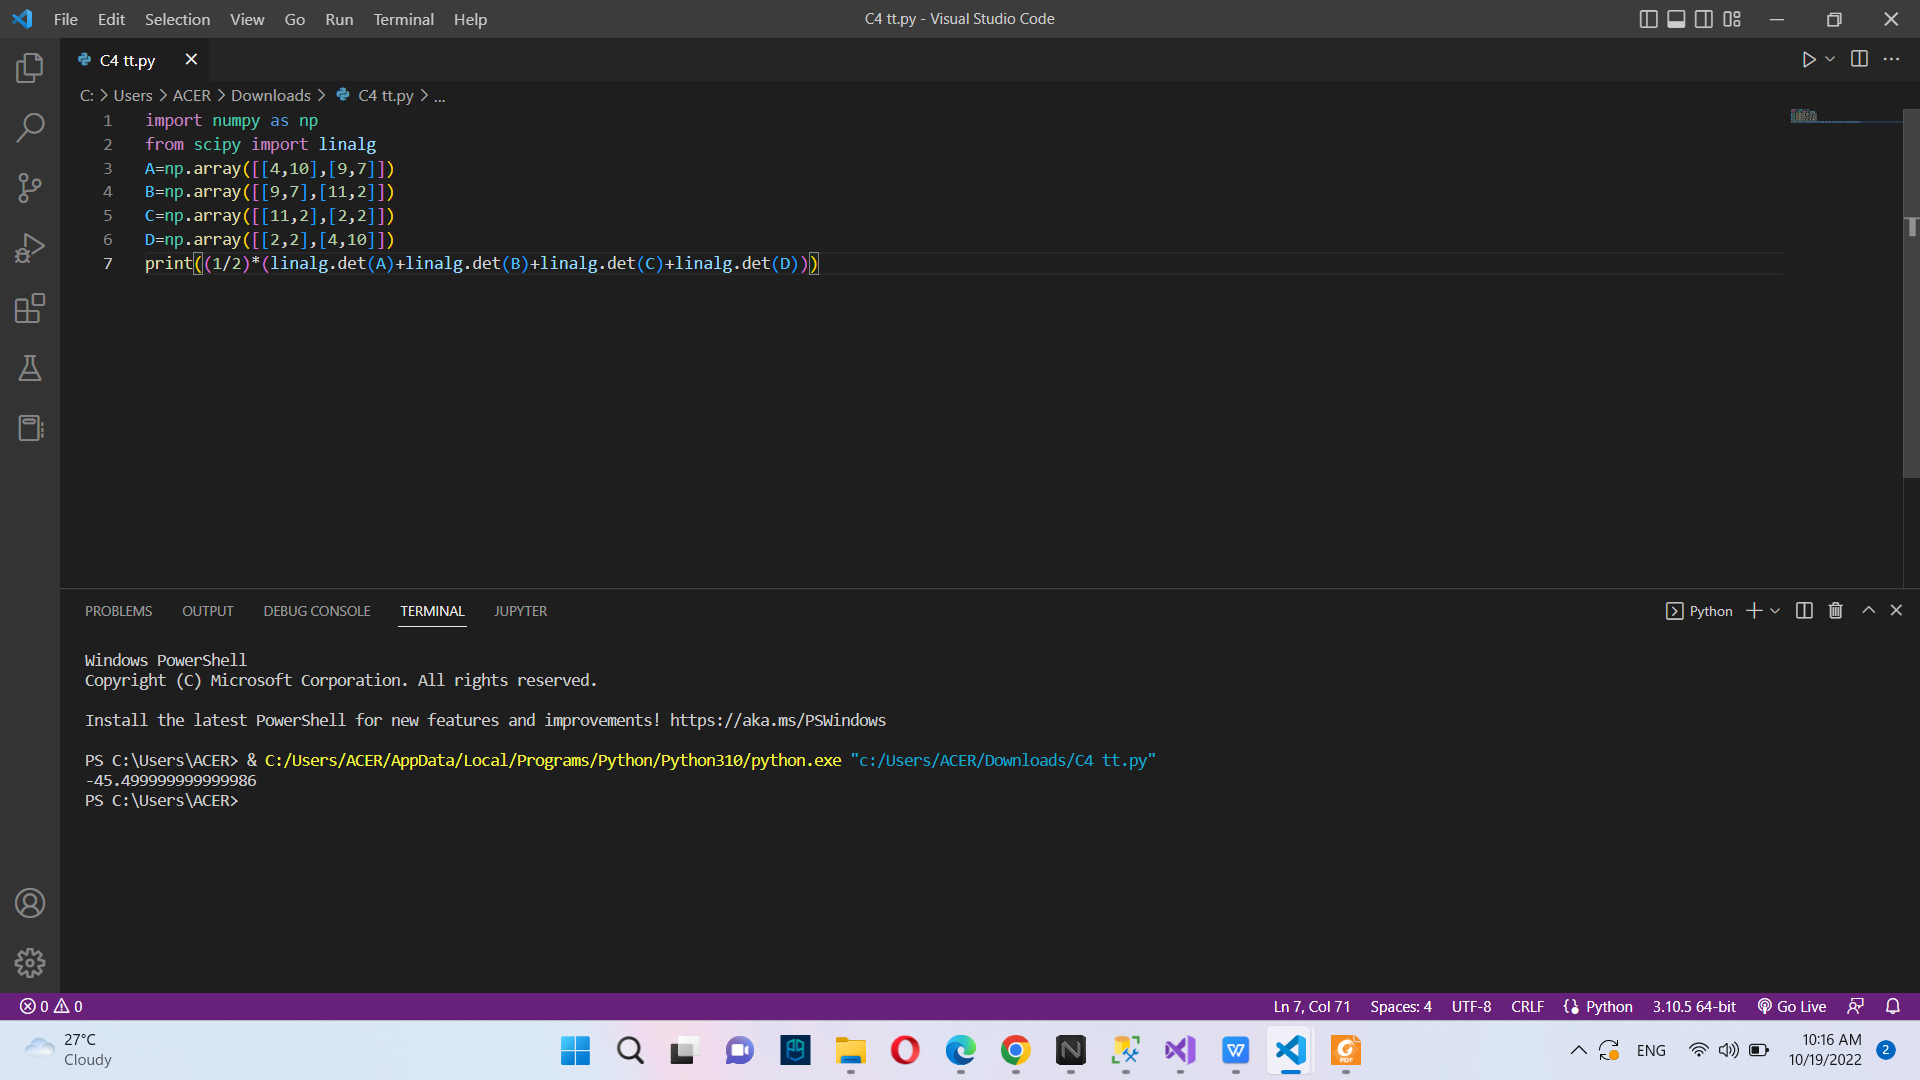 File Edit Selection View Go Run Terminal Help
C4 tt.py - Visual Studio Code
C4 tt.py
C: > Users > ACER > Downloads > C4 tt.py > ...
1 import numpy as np
2 from scipy import linalg
3 A=np.array([[4,10],[9,7]])
4 B=np.array([[9,7],[11,2]])
5 C=np.array([[11,2],[2,2]])
6 D=np.array([[2,2],[4,10]])
7 print((1/2)*(linalg.det(A)+linalg.det(B)+linalg.det(C)+linalg.det(D)))
PROBLEMS OUTPUT DEBUG CONSOLE TERMINAL JUPYTER
Python
Windows PowerShell
Copyright (C) Microsoft Corporation. All rights reserved.
Install the latest PowerShell for new features and improvements! https://aka.ms/PSWindows
PS C:\Users\ACER> & C:/Users/ACER/AppData/Local/Programs/Python/Python310/python.exe "c:/Users/ACER/Downloads/C4 tt.py"
-45.499999999999986
PS C:\Users\ACER>
0 0
Ln 7, Col 71 Spaces: 4 UTF-8 CRLF Python 3.10.5 64-bit Go Live
27°C
Cloudy
ENG
10:16 AM
10/19/2022
2